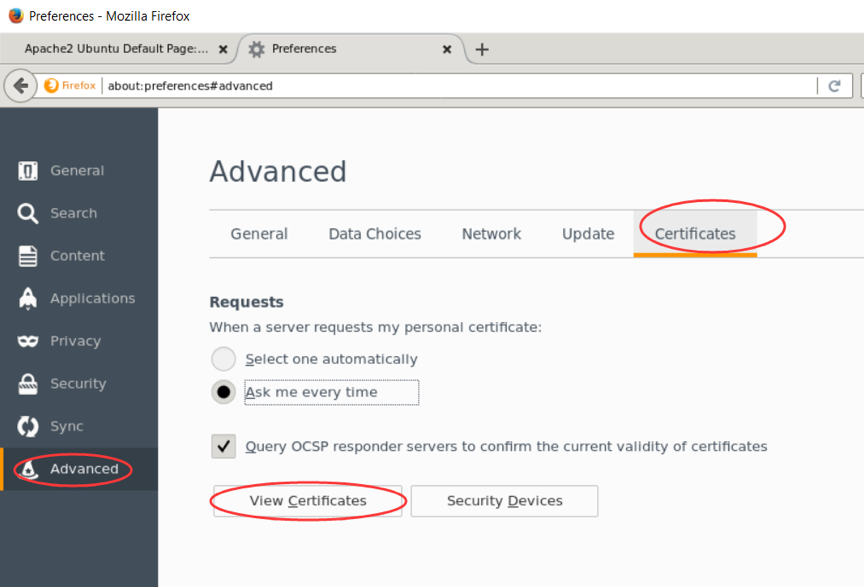 Preferences - Mozilla Firefox
Apache2 Ubuntu Default Page:...
Preferences
Firefox
about:preferences#advanced
General
Search
Content
Applications
Privacy
Security
Sync
Advanced
Advanced
General Data Choices Network Update Certificates
Requests
When a server requests my personal certificate:
Select one automatically
Ask me every time
Query OCSP responder servers to confirm the current validity of certificates
View Certificates Security Devices